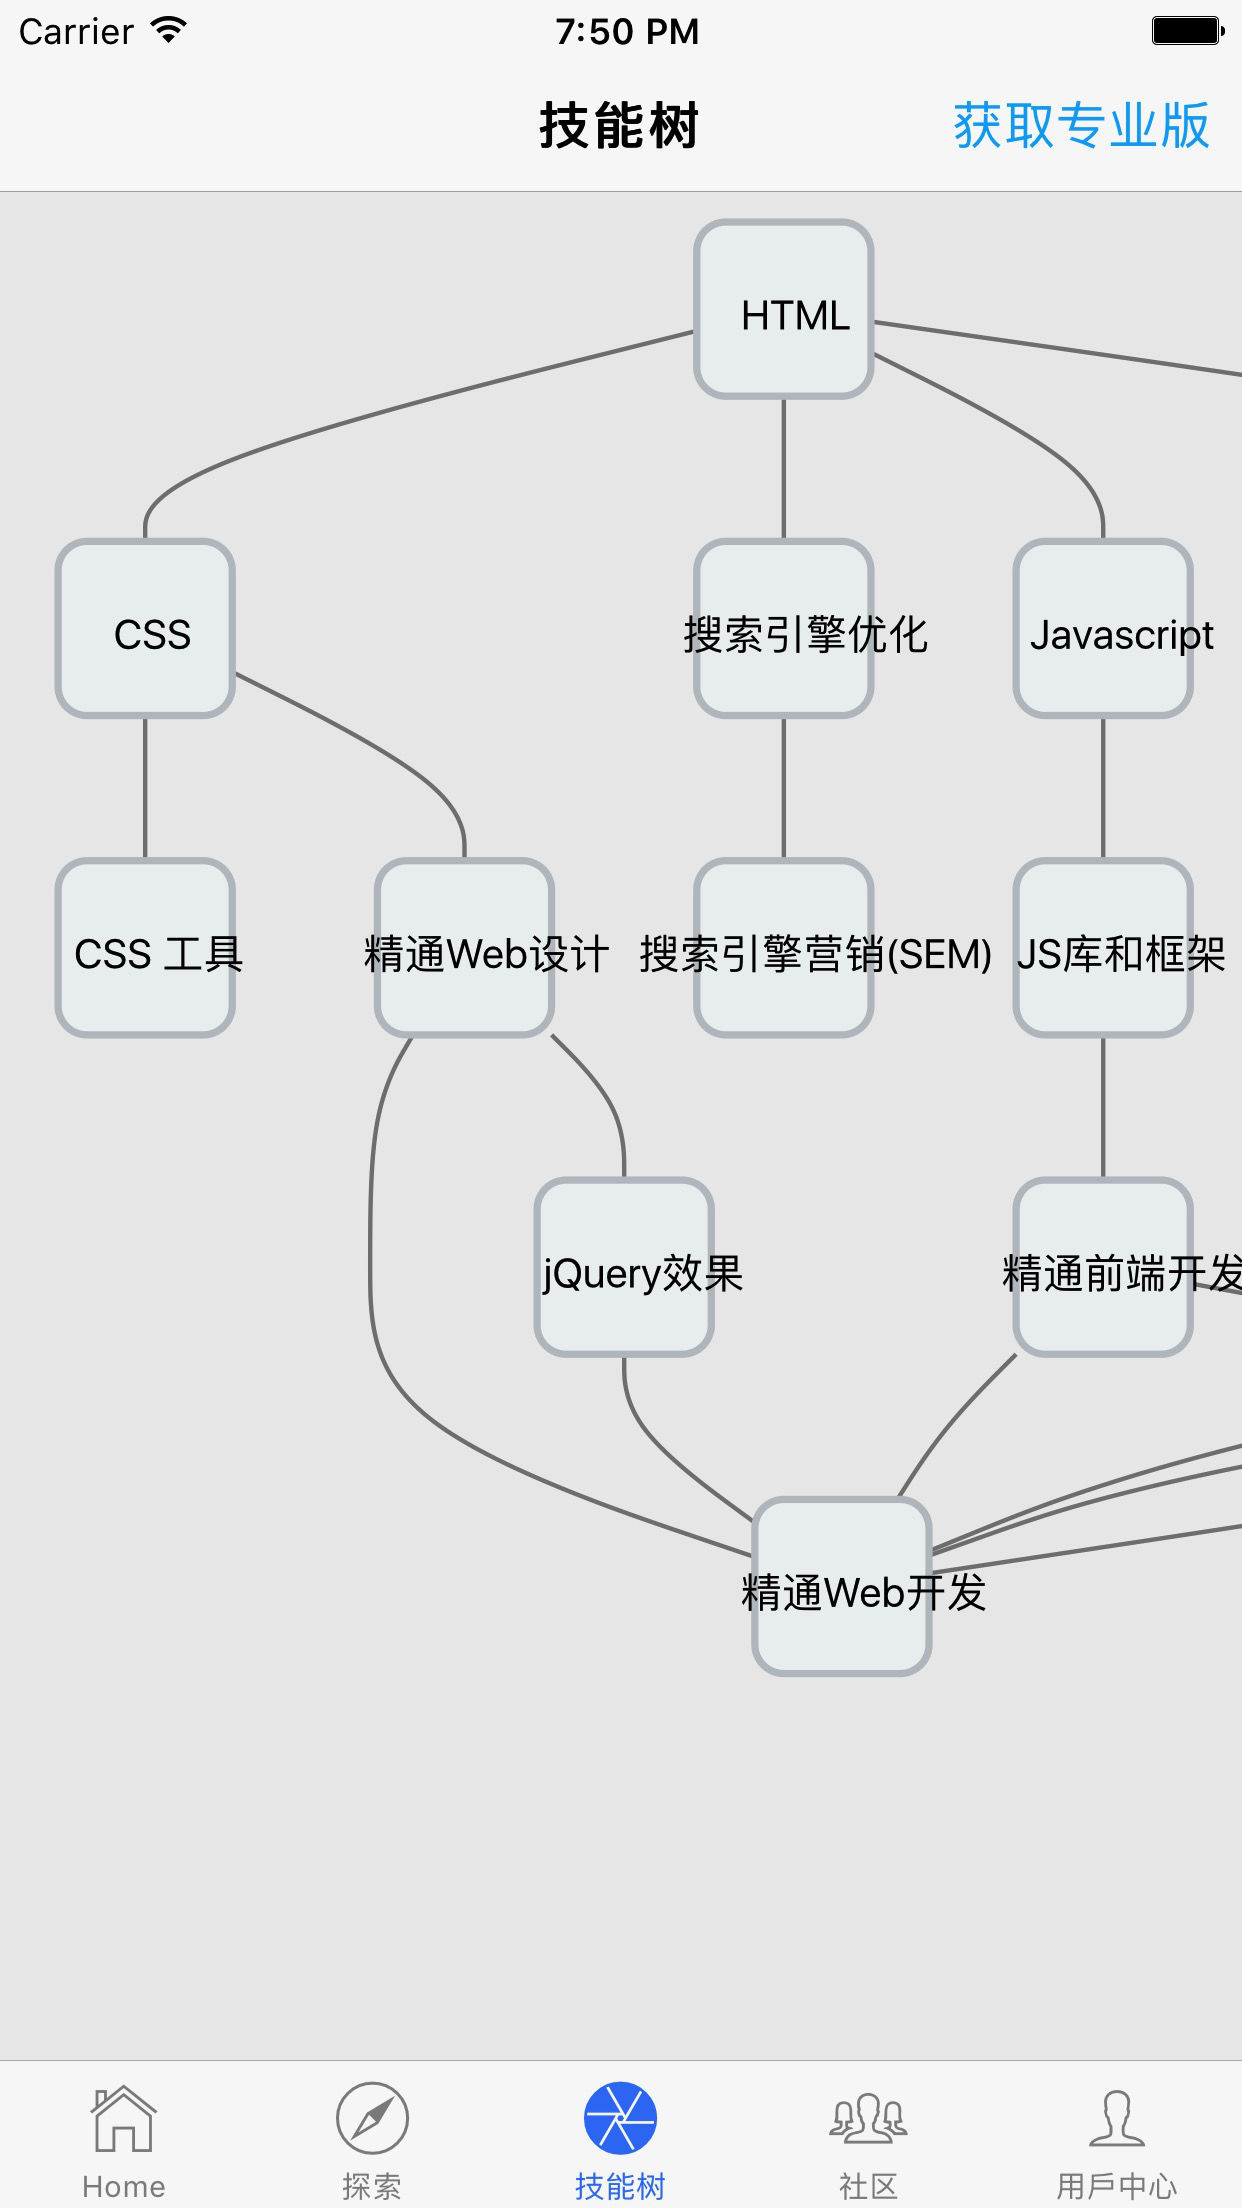 Carrier 7:50 PM
技能树 获取专业版
HTML
CSS 搜索引擎优化 Javascript
CSS 工具 精通Web设计 搜索引擎营销(SEM) JS库和框架
jQuery效果 精通前端开发
精通Web开发
Home 探索 技能树 社区 用戶中心